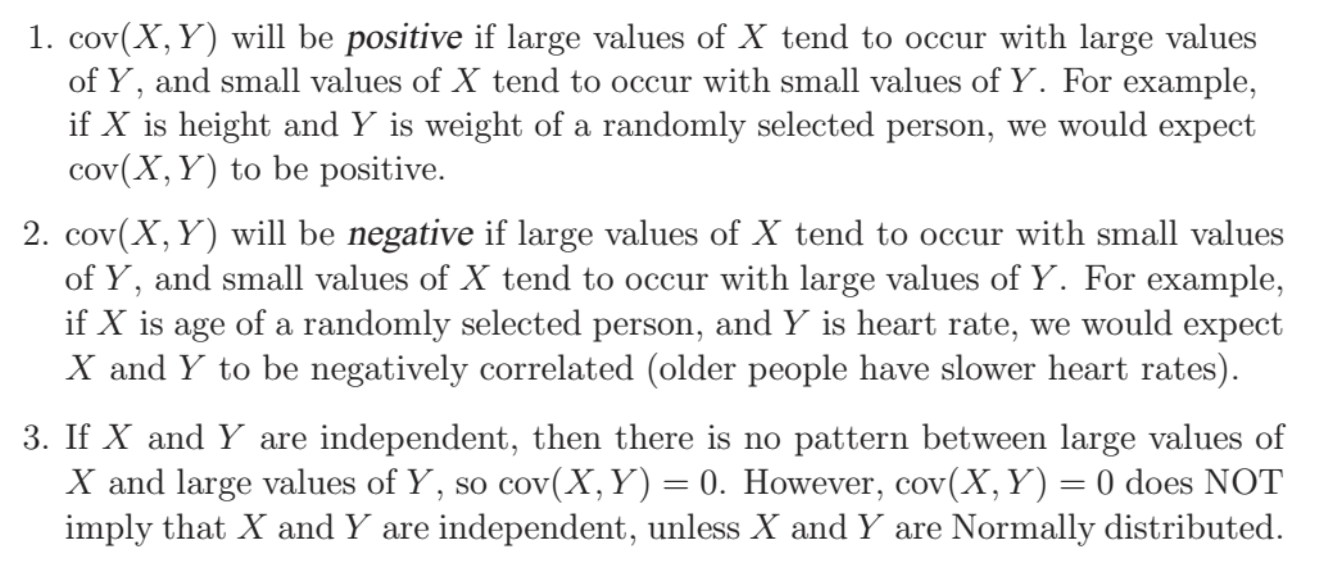 1. cov(X, Y) will be positive if large values of X tend to occur with large values
of Y, and small values of X tend to occur with small values of Y. For example,
if X is height and Y is weight of a randomly selected person, we would expect
cov(X, Y) to be positive.
2. cov(X, Y) will be negative if large values of X tend to occur with small values
of Y, and small values of X tend to occur with large values of Y. For example,
if X is age of a randomly selected person, and Y is heart rate, we would expect
X and Y to be negatively correlated (older people have slower heart rates).
3. If X and Y are independent, then there is no pattern between large values of
X and large values of Y, so cov(X, Y) = 0. However, cov(X, Y) = 0 does NOT
imply that X and Y are independent, unless X and Y are Normally distributed.